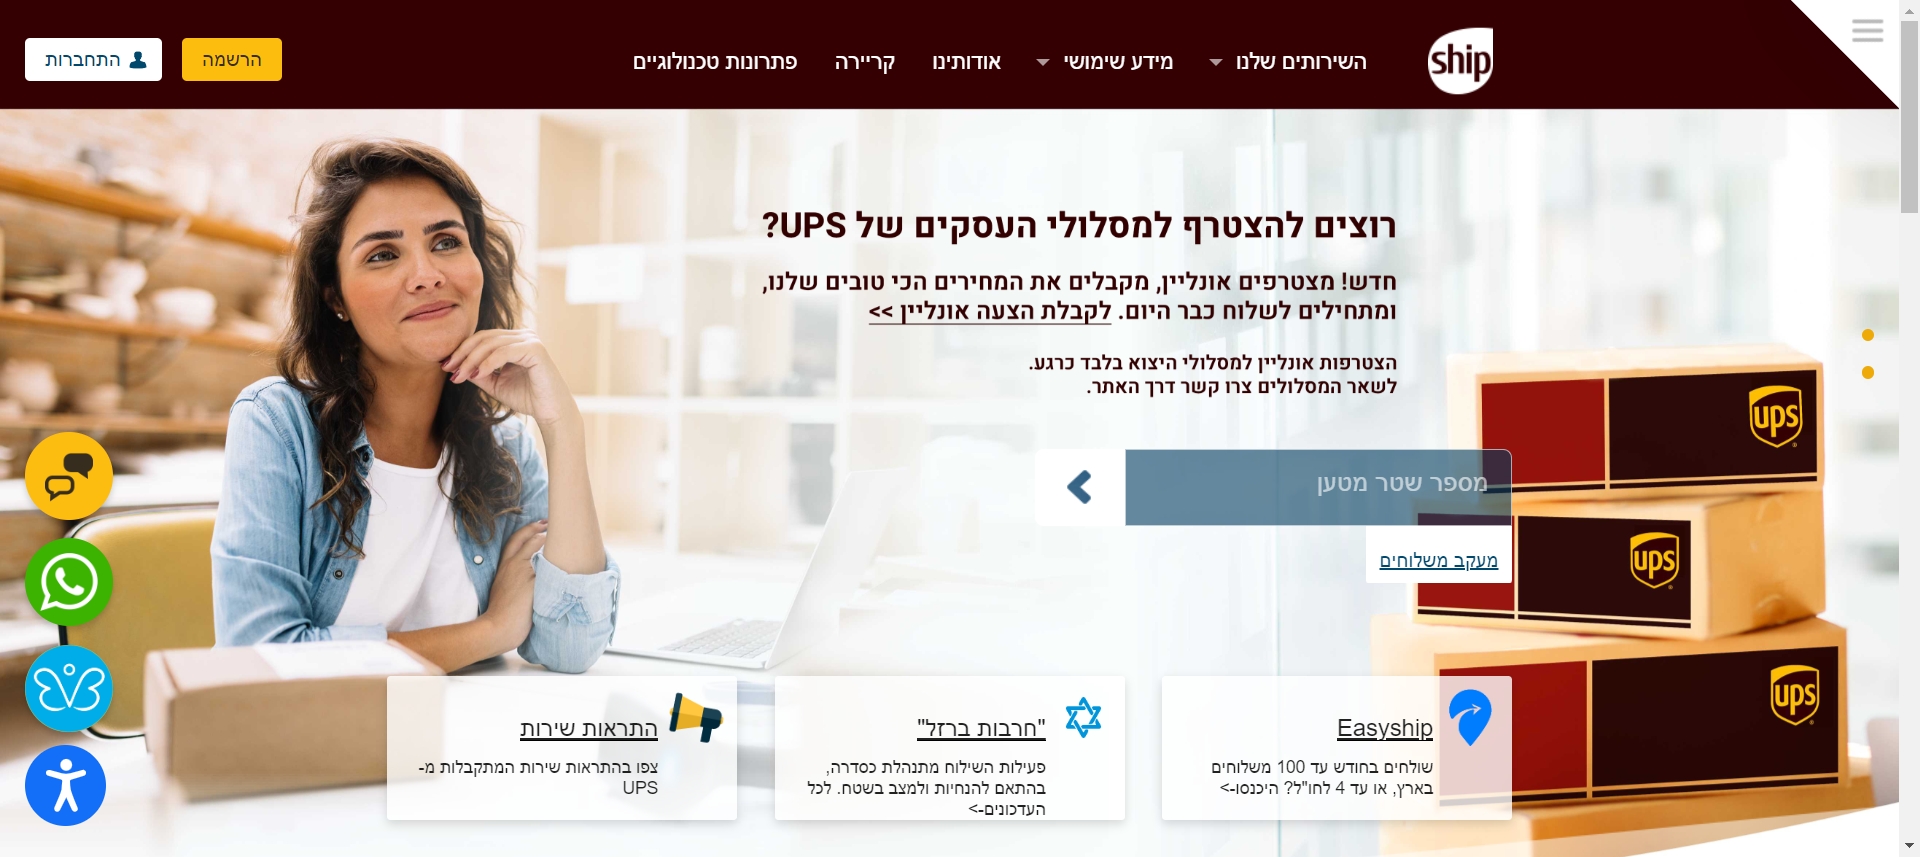 ship
השירותים שלנו
מידע שימושי
אודותינו
קריירה
פתרונות טכנולוגיים
הרשמה
התחברות
רוצים להצטרף למסלולי העסקים של UPS?
חדש! מצטרפים אונליין, מקבלים את המחירים הכי טובים שלנו,
ומתחילים לשלוח כבר היום. לקבלת הצעה אונליין >>
הצטרפות אונליין למסלולי היצוא בלבד כרגע.
לשאר המסלולים צרו קשר דרך האתר.
מספר שטר מטען
מעקב משלוחים
ups
ups
ups
Easyship
שולחים בחודש עד 100 משלוחים
בארץ, או עד 4 לחו"ל? היכנסו->
"חרבות ברזל"
פעילות השילוח מתנהלת כסדרה,
בהתאם להנחיות ולמצב בשטח. לכל
העדכונים->
התראות שירות
צפו בהתראות שירות המתקבלות מ-
UPS